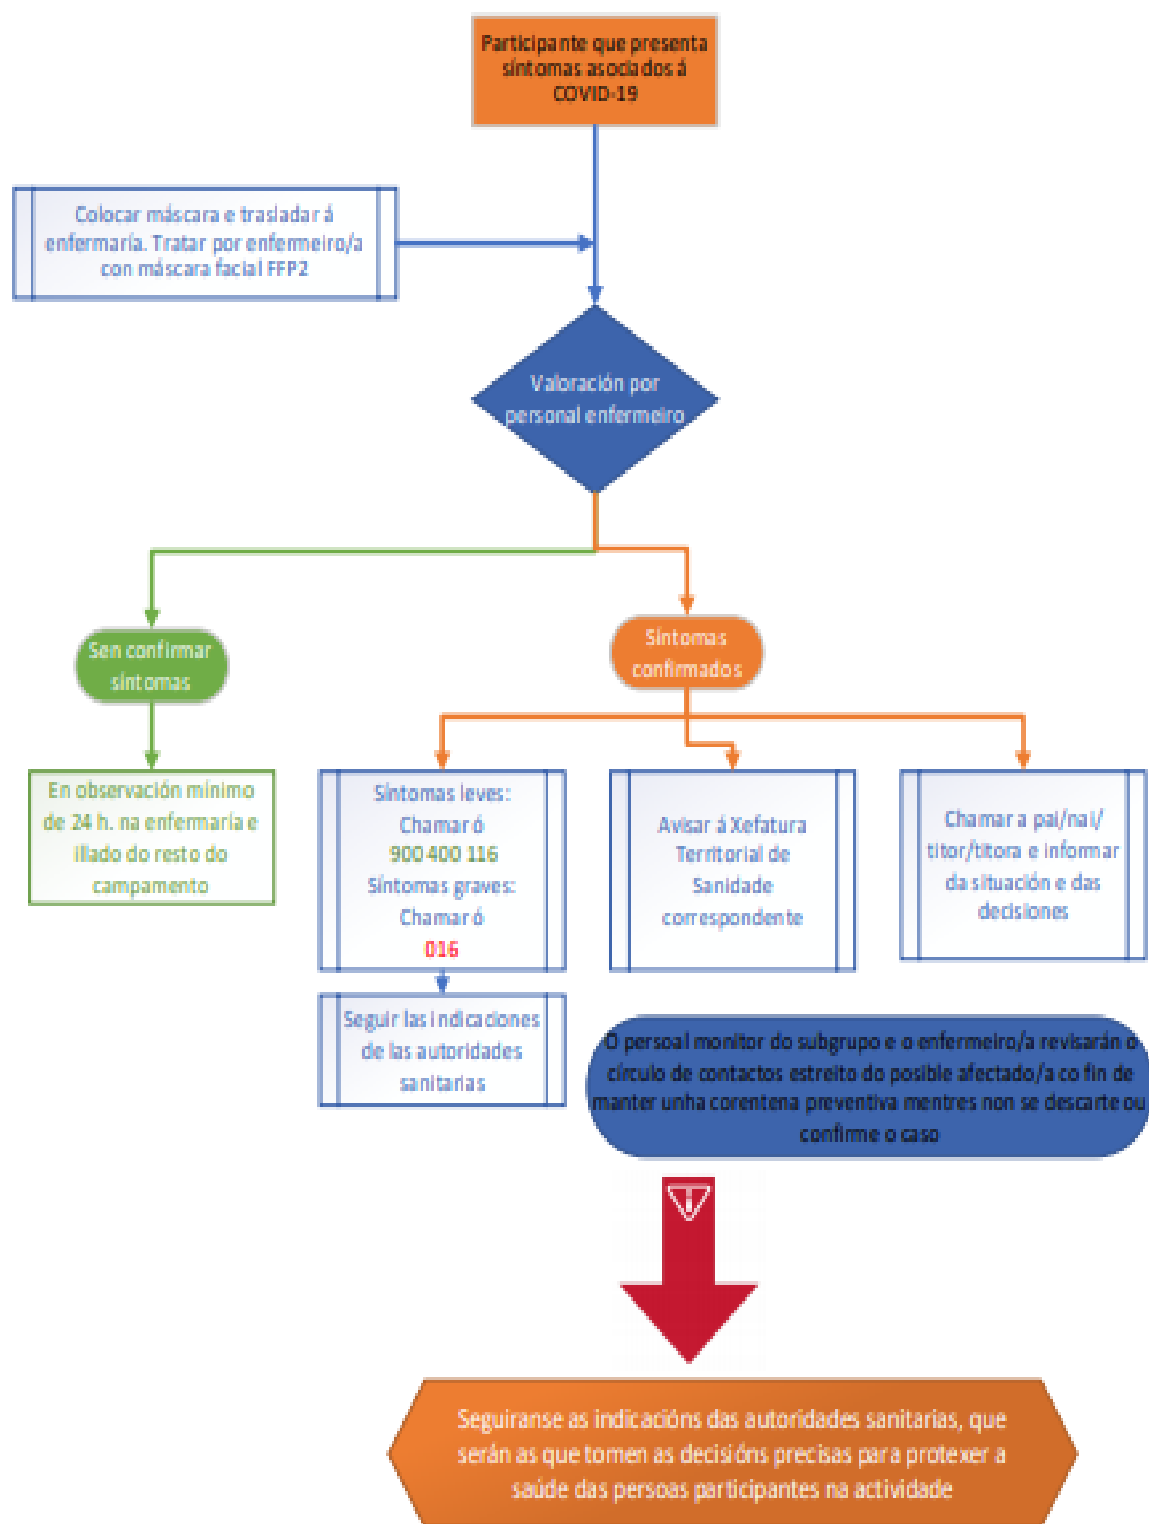 Participante que presenta
síntomas asociados á
COVID-19
Colocar máscara e trasladar á
enfermaría. Tratar por enfermeiro/a
con máscara facial FFP2
Valoración por
personal enfermeiro
Sen confirmar
síntomas
Síntomas
confirmados
En observación mínimo
de 24 h. na enfermaría e
illado do resto do
campamento
Síntomas leves:
Chamar ó
900 400 116
Síntomas graves:
Chamar ó
016
Avisar á Xefatura
Territorial de
Sanidade
correspondente
Chamar a pai/nai/
titor/titora e informar
da situación e das
decisiones
Seguir las indicaciones
de las autoridades
sanitarias
O persoal monitor do subgrupo e o enfermeiro/a revisarán o
círculo de contactos estreito do posible afectado/a co fin de
manter unha corentena preventiva mentres non se descarte ou
confirme o caso
Seguiranse as indicacións das autoridades sanitarias, que
serán as que tomen as decisións precisas para protexer a
saúde das persoas participantes na actividade